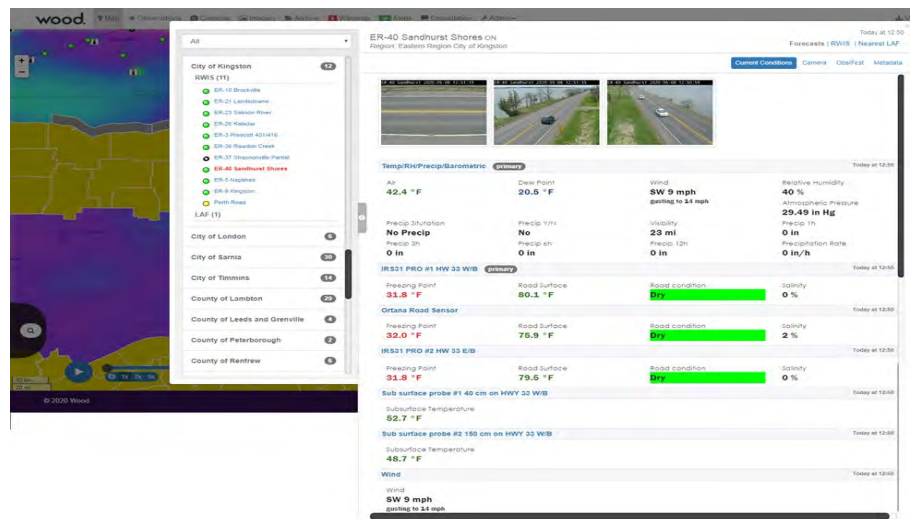 wood.
All
City of Kingston 12
RWIS (11)
ER-19 Brockville
ER-21 Landsdowne
ER-23 Salmon River
ER-26 Kaladar
ER-3 Prescott 401/416
ER-36 Rawdon Creek
ER-37 Shannonville Partial
ER-40 Sandhurst Shores
ER-5 Napanee
ER-9 Kingston
Perth Road
LAF (1)
City of London 6
City of Sarnia 30
City of Timmins 14
County of Lambton 29
County of Leeds and Grenville 4
County of Peterborough 2
County of Renfrew 6
© 2020 Wood
ER-40 Sandhurst Shores ON
Region: Eastern Region City of Kingston
Today at 12:50
Forecasts | RWIS | Nearest LAF
Current Conditions Camera Obs/Fcst Metadata
Temp/RH/Precip/Barometric primary Today at 12:50
Air Dew Point Wind Relative Humidity
42.4 °F 20.5 °F SW 9 mph 40 %
gusting to 14 mph Atmospheric Pressure
29.49 in Hg
Precip Situtation Precip Y/N Visibility Precip 1h
No Precip No 23 mi 0 in
Precip 3h Precip 6h Precip 12h Precipitation Rate
0 in 0 in 0 in 0 in/h
IRS31 PRO #1 HW 33 W/B primary Today at 12:50
Freezing Point Road Surface Road condition Salinity
31.8 °F 80.1 °F Dry 0 %
Ortana Road Sensor Today at 12:50
Freezing Point Road Surface Road condition Salinity
32.0 °F 75.9 °F Dry 2 %
IRS31 PRO #2 HW 33 E/B Today at 12:50
Freezing Point Road Surface Road condition Salinity
31.8 °F 79.5 °F Dry 0 %
Sub surface probe #1 40 cm on HWY 33 W/B Today at 12:50
Subsurface Temperature
52.7 °F
Sub surface probe #2 150 cm on HWY 33 W/B Today at 12:50
Subsurface Temperature
48.7 °F
Wind Today at 12:50
Wind
SW 9 mph
gusting to 14 mph